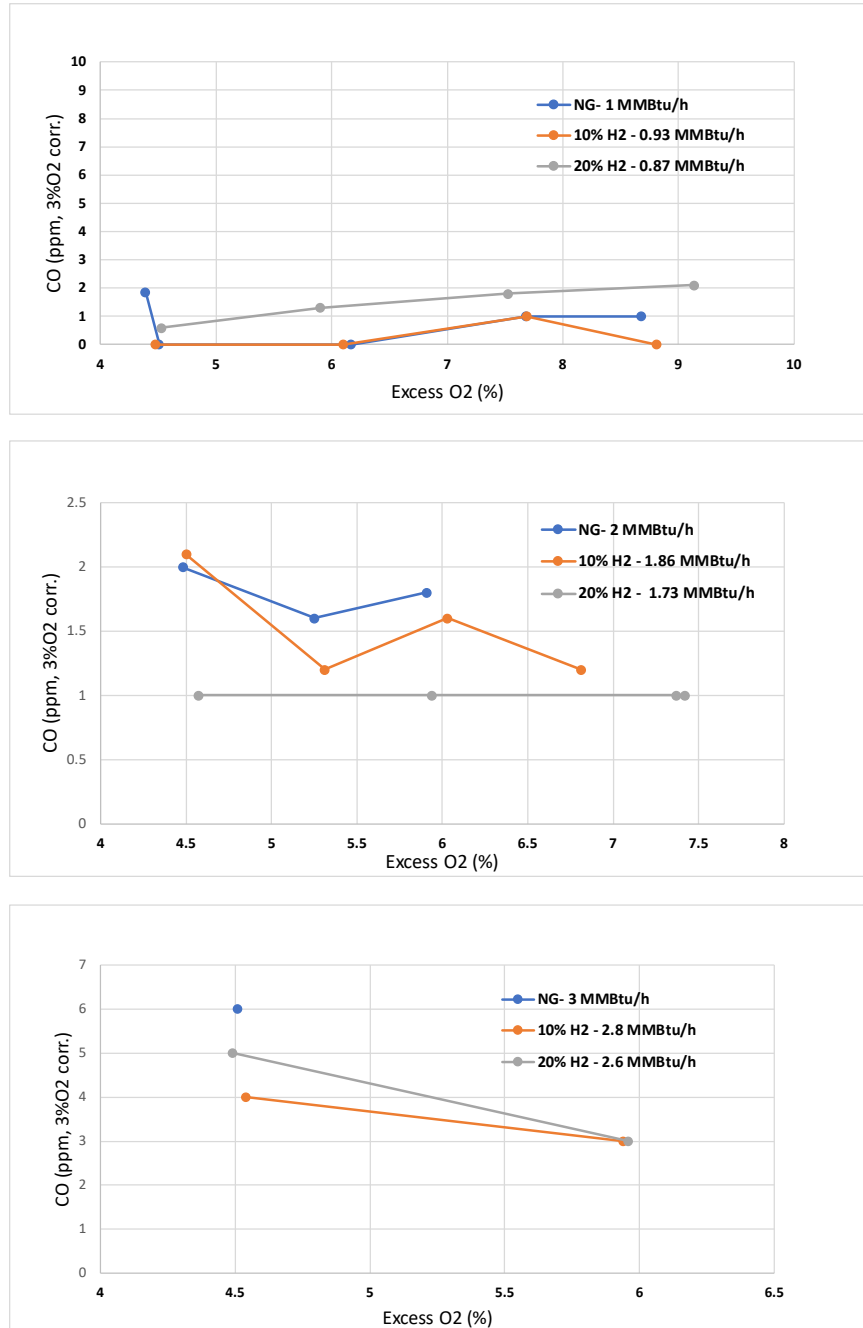 10
9
8
7
6
5
4
3
2
1
0
CO (ppm, 3%O2 corr.)
NG- 1 MMBtu/h
10% H2 - 0.93 MMBtu/h
20% H2 - 0.87 MMBtu/h
4 5 6 7 8 9 10
Excess O2 (%)
2.5
2
1.5
1
0.5
0
CO (ppm, 3%O2 corr.)
NG- 2 MMBtu/h
10% H2 - 1.86 MMBtu/h
20% H2 - 1.73 MMBtu/h
4 4.5 5 5.5 6 6.5 7 7.5 8
Excess O2 (%)
7
6
5
4
3
2
1
0
CO (ppm, 3%O2 corr.)
NG- 3 MMBtu/h
10% H2 - 2.8 MMBtu/h
20% H2 - 2.6 MMBtu/h
4 4.5 5 5.5 6 6.5
Excess O2 (%)